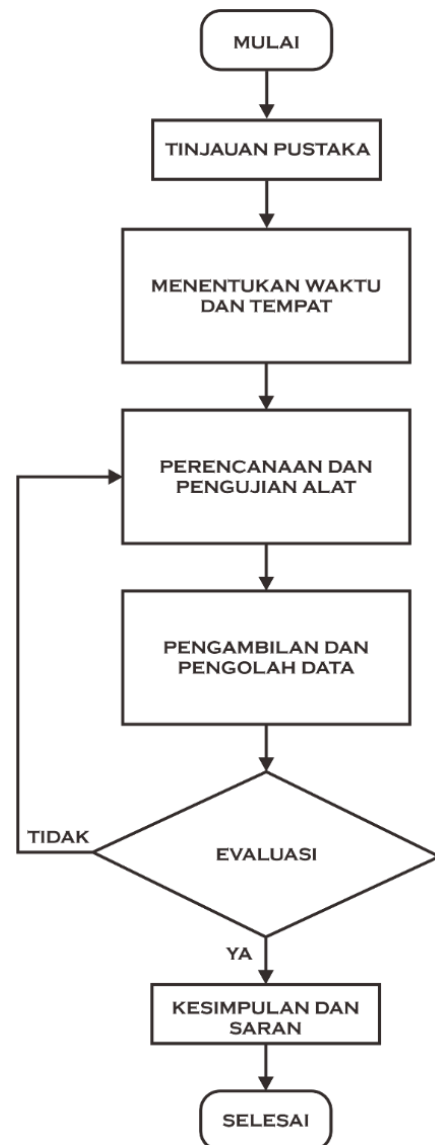 MULAI
TINJAUAN PUSTAKA
MENENTUKAN WAKTU
DAN TEMPAT
PERENCANAAN DAN
PENGUJIAN ALAT
PENGAMBILAN DAN
PENGOLAH DATA
EVALUASI
TIDAK
YA
KESIMPULAN DAN
SARAN
SELESAI